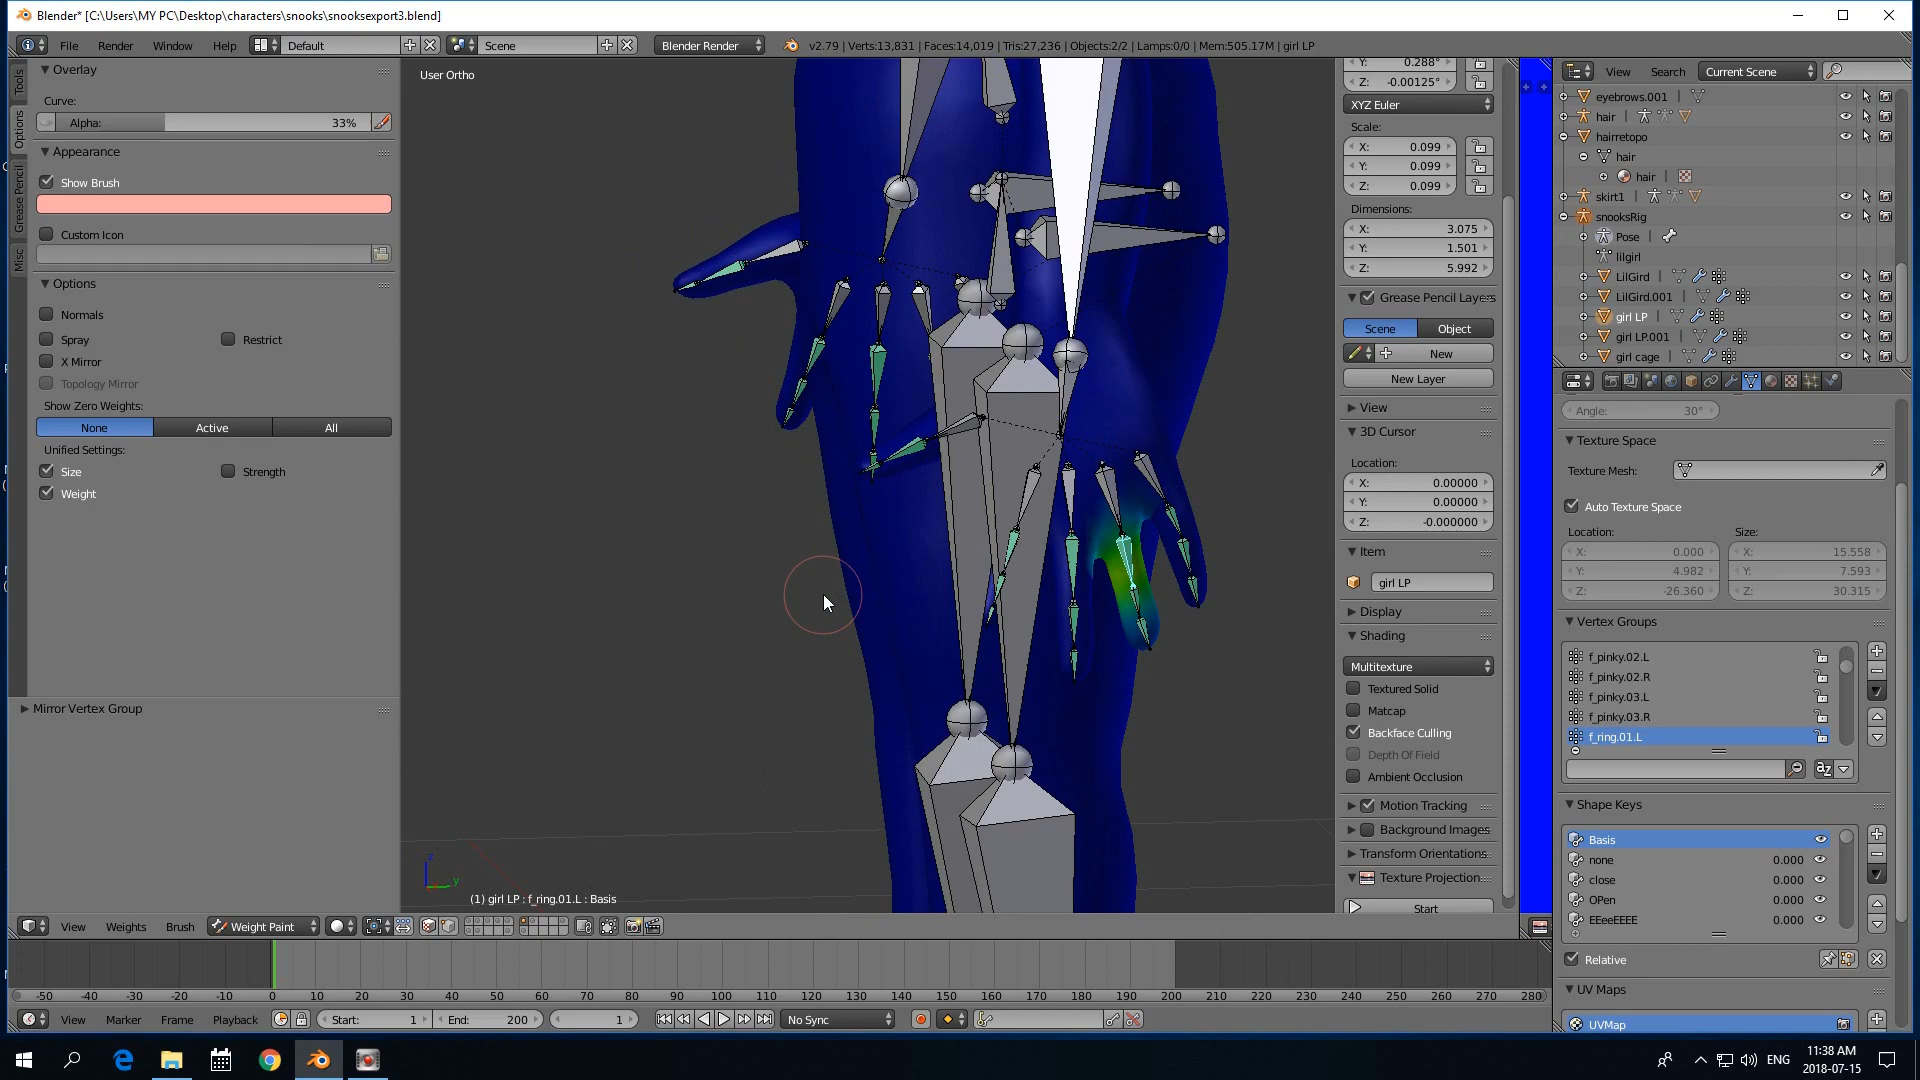 Blender* [C:\Users\MY PC\Desktop\characters\snooks\snooksexport3.blend]
File Render Window Help Default Scene Blender Render v2.79 | Verts:13,831 | Faces:14,019 | Tris:27,236 | Objects:2/2 | Lamps:0/0 | Mem:505.17M | girl LP
Tools
Options
Grease Pencil
Misc
Overlay
Curve:
Alpha: 33%
Appearance
Show Brush
Custom Icon
Options
Normals
Spray Restrict
X Mirror
Topology Mirror
Show Zero Weights:
None Active All
Unified Settings:
Size Strength
Weight
Mirror Vertex Group
User Ortho
z
y
(1) girl LP : f_ring.01.L : Basis
Y: 0.288°
Z: -0.00125°
XYZ Euler
Scale:
X: 0.099
Y: 0.099
Z: 0.099
Dimensions:
X: 3.075
Y: 1.501
Z: 5.992
Grease Pencil Layers
Scene Object
New
New Layer
View
3D Cursor
Location:
X: 0.00000
Y: 0.00000
Z: -0.000000
Item
girl LP
Display
Shading
Multitexture
Textured Solid
Matcap
Backface Culling
Depth Of Field
Ambient Occlusion
Motion Tracking
Background Images
Transform Orientations
Texture Projection
Start
View Search Current Scene
eyebrows.001
hair
hairretopo
hair
hair
skirt1
snooksRig
Pose
lilgirl
LilGird
LilGird.001
girl LP
girl LP.001
girl cage
Angle: 30°
Texture Space
Texture Mesh:
Auto Texture Space
Location: Size:
X: 0.000 X: 15.558
Y: 4.982 Y: 7.593
Z: -26.360 Z: 30.315
Vertex Groups
f_pinky.02.L
f_pinky.02.R
f_pinky.03.L
f_pinky.03.R
f_ring.01.L
Shape Keys
Basis
none 0.000
close 0.000
OPen 0.000
EEeeEEEE 0.000
Relative
UV Maps
UVMap
View Weights Brush Weight Paint
-50 -40 -30 -20 -10 0 10 20 30 40 50 60 70 80 90 100 110 120 130 140 150 160 170 180 190 200 210 220 230 240 250 260 270 280
View Marker Frame Playback Start: 1 End: 200 1 No Sync
ENG
11:38 AM
2018-07-15